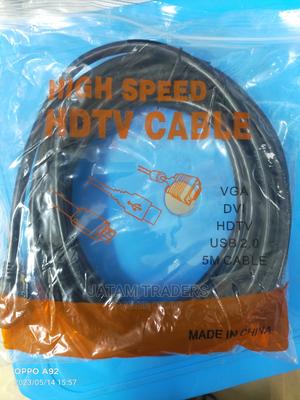 HIGH SPEED
HDTV CABLE
VGA
DVI
HDTV
USB 2.0
5M CABLE
JATAM TRADERS
MADE IN CHINA
OPPO A92
2023/05/14 15:57